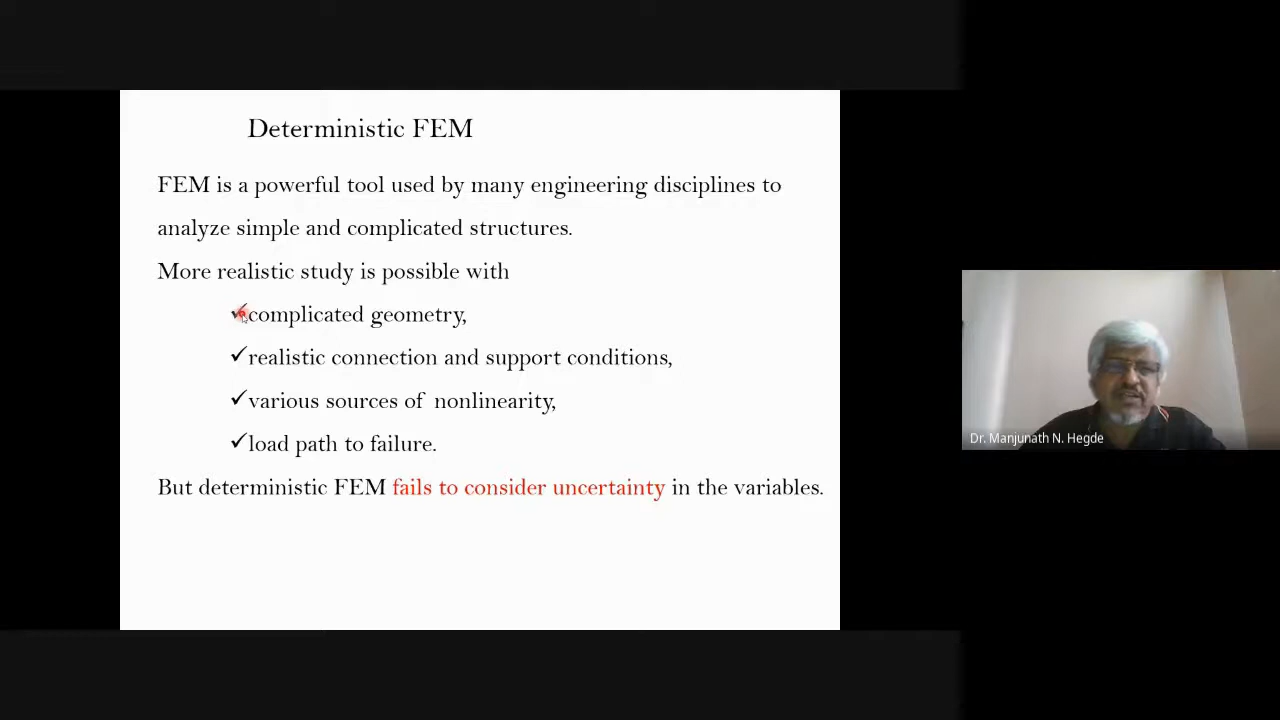 Deterministic FEM
FEM is a powerful tool used by many engineering disciplines to
analyze simple and complicated structures.
More realistic study is possible with
✓complicated geometry,
✓realistic connection and support conditions,
✓various sources of nonlinearity,
✓load path to failure.
But deterministic FEM fails to consider uncertainty in the variables.
Dr. Manjunath N. Hegde